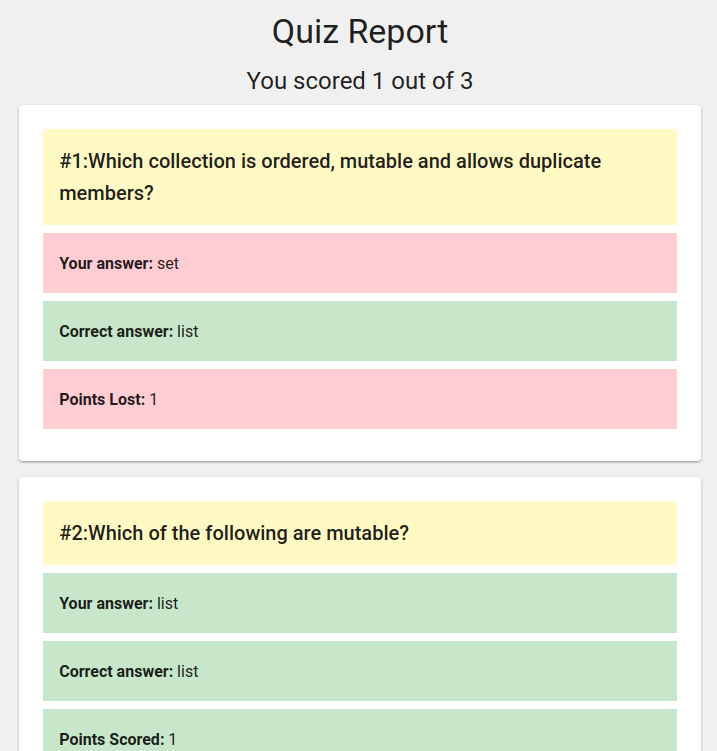 Quiz Report
You scored 1 out of 3
#1:Which collection is ordered, mutable and allows duplicate
members?
Your answer: set
Correct answer: list
Points Lost: 1
#2:Which of the following are mutable?
Your answer: list
Correct answer: list
Points Scored: 1